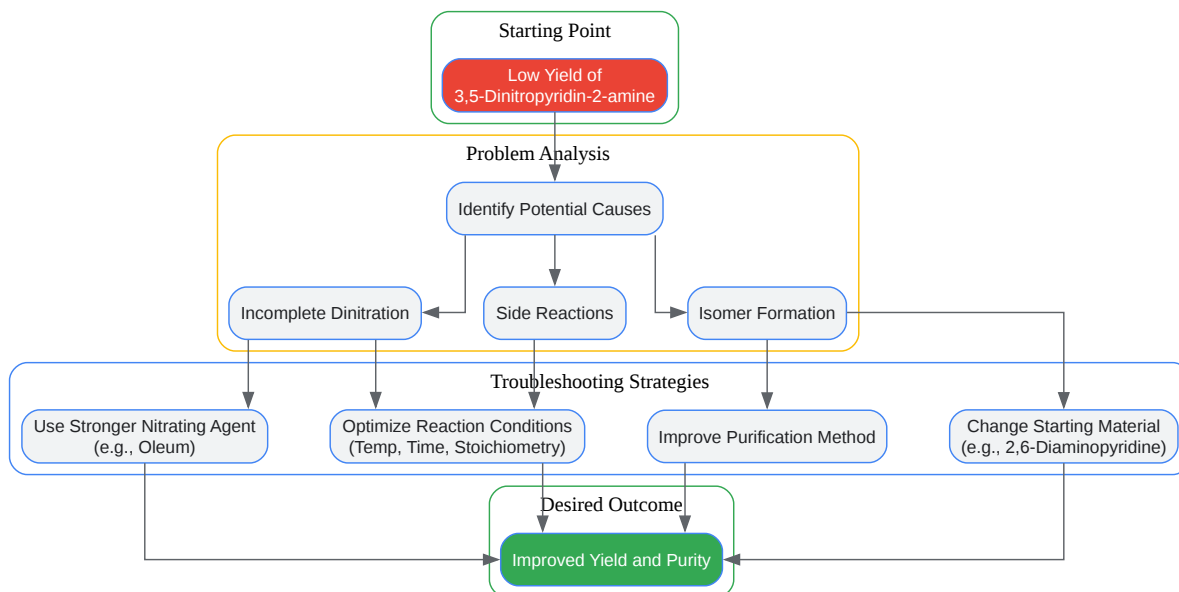 Starting Point
Low Yield of
3,5-Dinitropyridin-2-amine
Problem Analysis
Identify Potential Causes
Incomplete Dinitration
Side Reactions
Isomer Formation
Troubleshooting Strategies
Use Stronger Nitrating Agent
(e.g., Oleum)
Optimize Reaction Conditions
(Temp, Time, Stoichiometry)
Improve Purification Method
Change Starting Material
(e.g., 2,6-Diaminopyridine)
Desired Outcome
Improved Yield and Purity